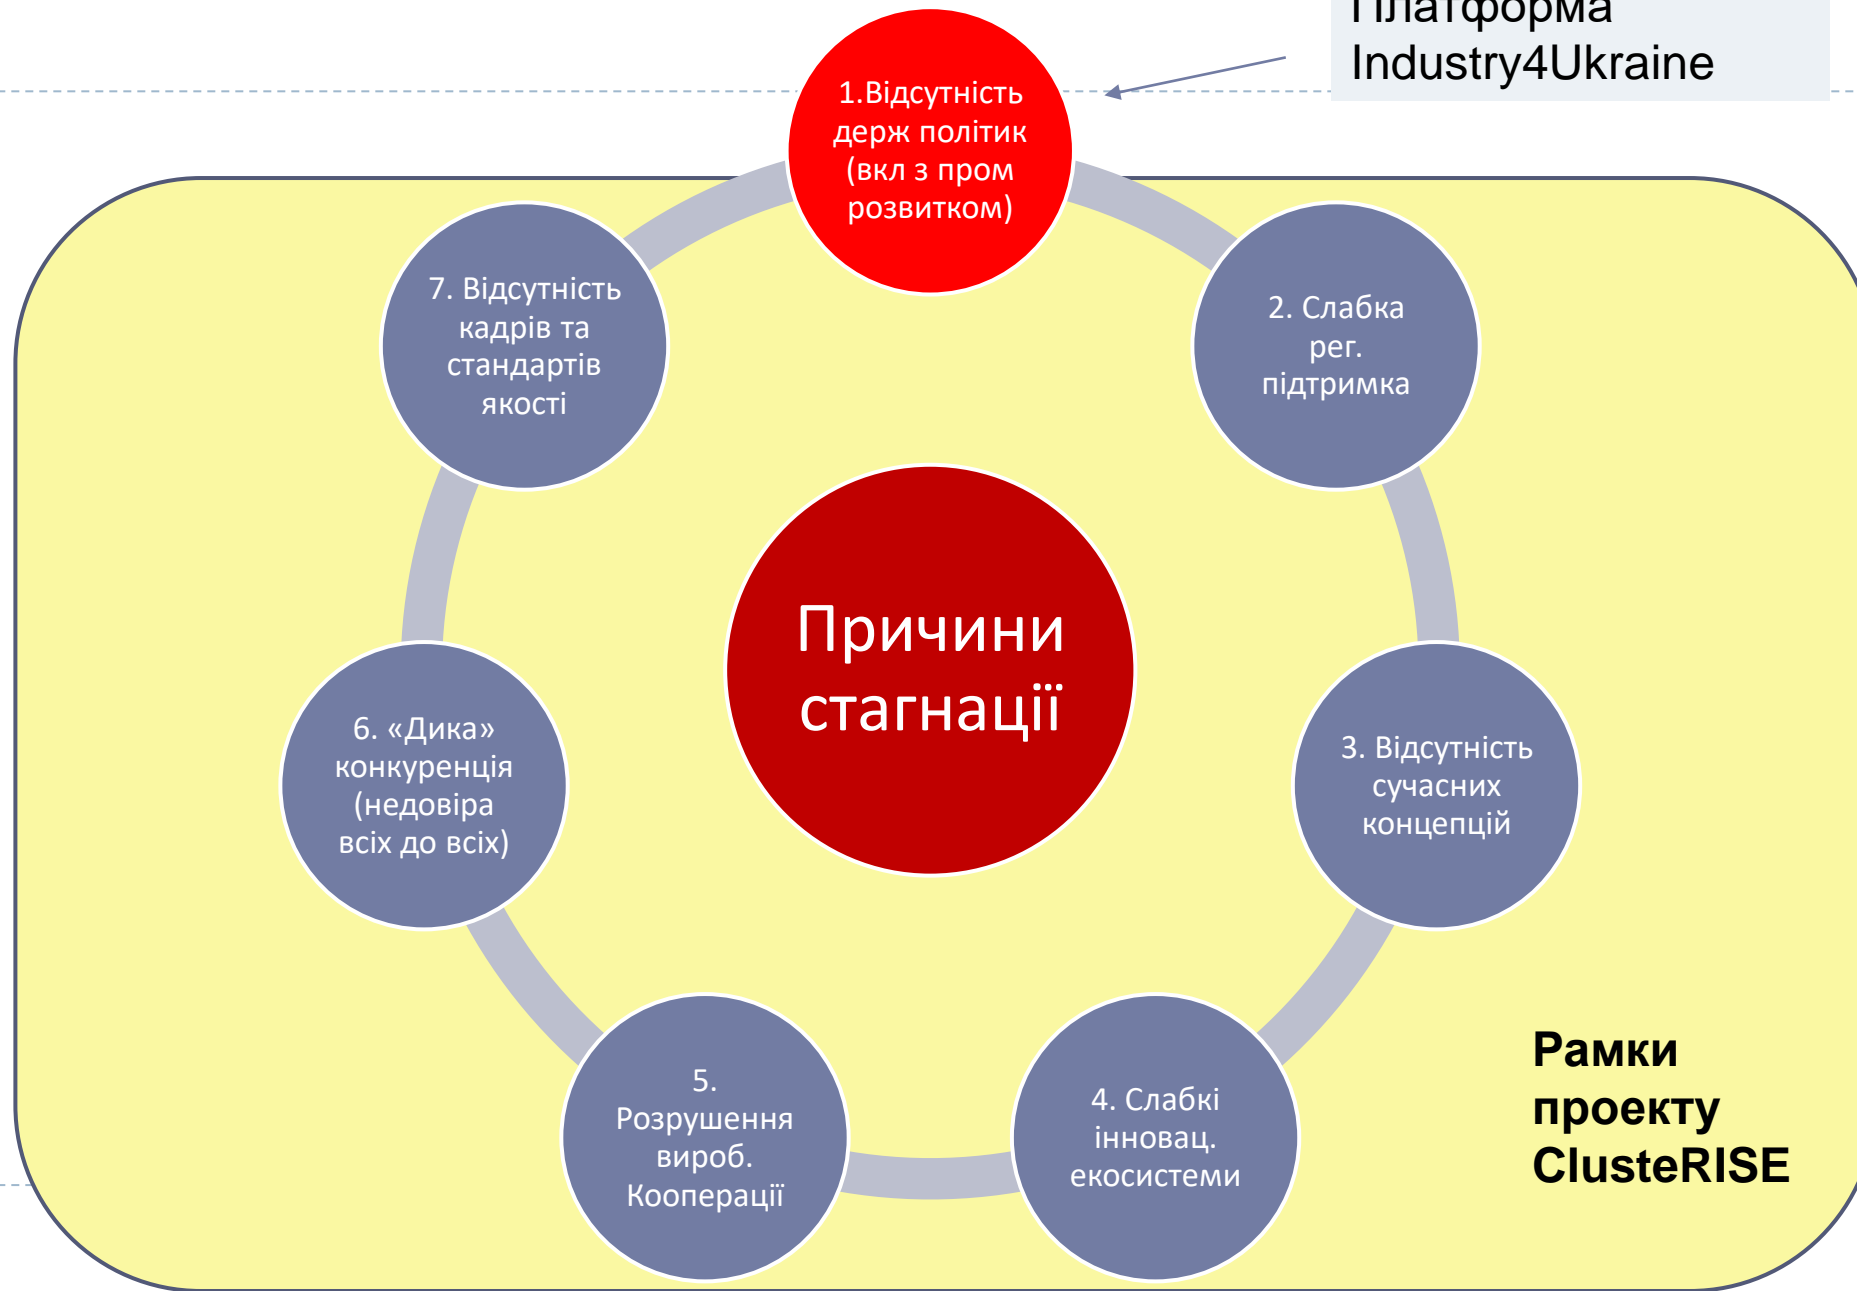 Платформа
Industry4Ukraine
1.Відсутність
держ політик
(вкл з пром
розвитком)
2. Слабка
рег.
підтримка
3. Відсутність
сучасних
концепцій
4. Слабкі
інновац.
екосистеми
5.
Розрушення
вироб.
Кооперації
6. «Дика»
конкуренція
(недовіра
всіх до всіх)
7. Відсутність
кадрів та
стандартів
якості
Причини
стагнації
Рамки
проекту
ClusteRISE